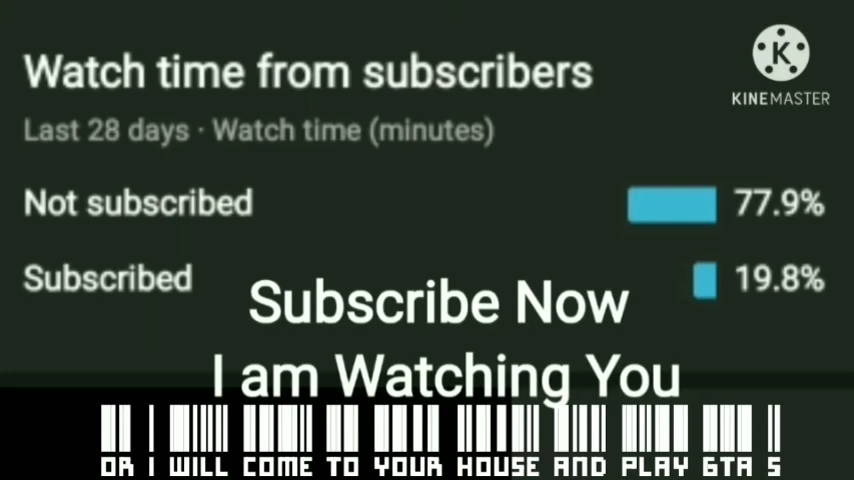 Watch time from subscribers
KINEMASTER
Last 28 days · Watch time (minutes)
Not subscribed 77.9%
Subscribed 19.8%
Subscribe Now
I am Watching You
OR I WILL COME TO YOUR HOUSE AND PLAY GTA 5